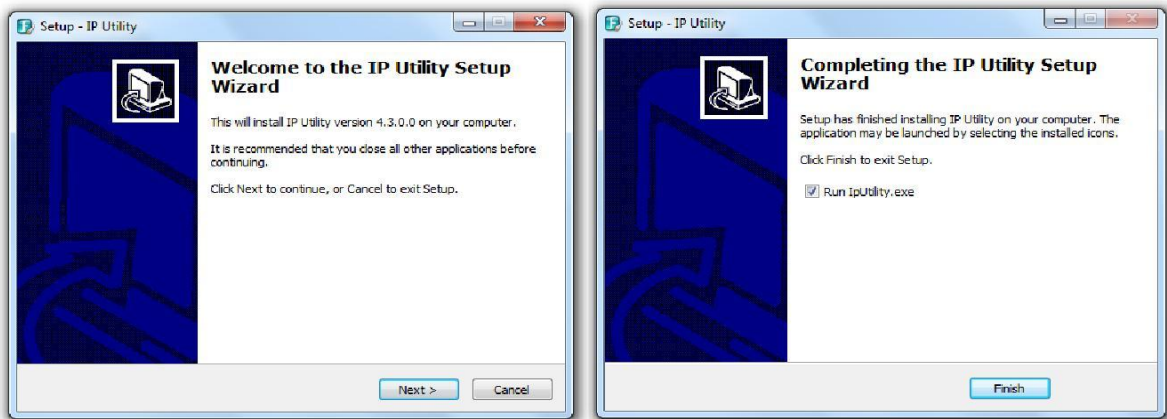 Setup - IP Utility
Welcome to the IP Utility Setup
Wizard
This will install IP Utility version 4.3.0.0 on your computer.
It is recommended that you close all other applications before
continuing.
Click Next to continue, or Cancel to exit Setup.
Next >
Cancel
Setup - IP Utility
Completing the IP Utility Setup
Wizard
Setup has finished installing IP Utility on your computer. The
application may be launched by selecting the installed icons.
Click Finish to exit Setup.
Run IpUtility.exe
Finish